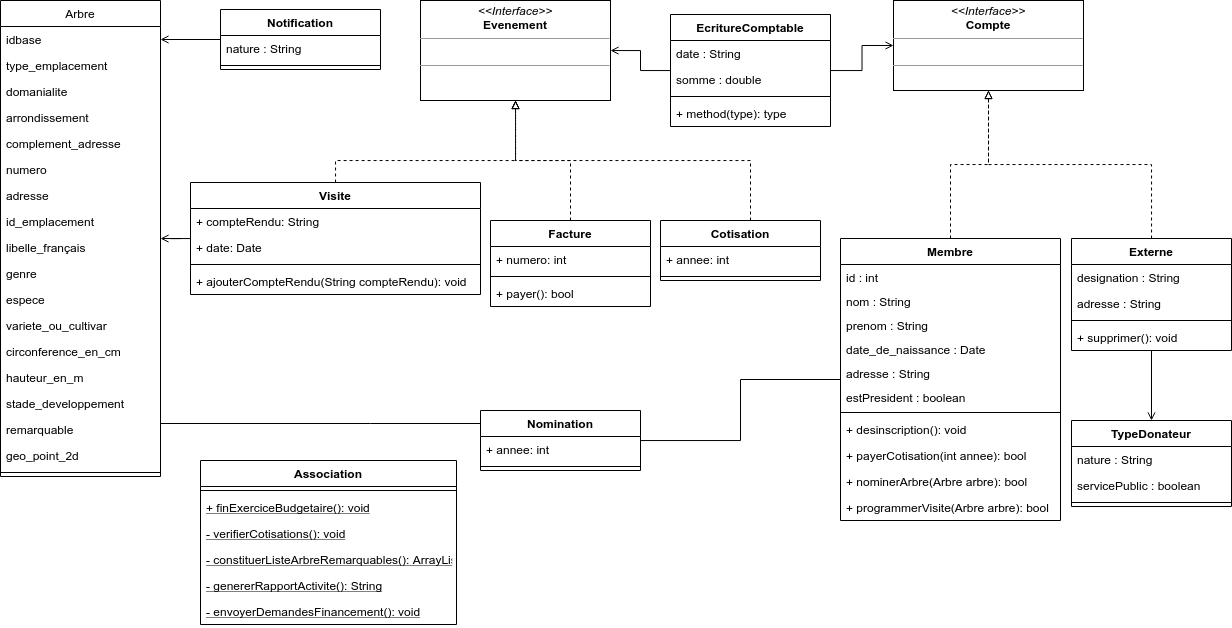 Arbre
idbase
type_emplacement
domanialite
arrondissement
complement_adresse
numero
adresse
id_emplacement
libelle_français
genre
espece
variete_ou_cultivar
circonference_en_cm
hauteur_en_m
stade_developpement
remarquable
geo_point_2d
Notification
nature : String
<<Interface>>
Evenement
EcritureComptable
date : String
somme : double
+ method(type): type
<<Interface>>
Compte
Visite
+ compteRendu: String
+ date: Date
+ ajouterCompteRendu(String compteRendu): void
Facture
+ numero: int
+ payer(): bool
Cotisation
+ annee: int
Membre
id : int
nom : String
prenom : String
date_de_naissance : Date
adresse : String
estPresident : boolean
+ desinscription(): void
+ payerCotisation(int annee): bool
+ nominerArbre(Arbre arbre): bool
+ programmerVisite(Arbre arbre): bool
Externe
designation : String
adresse : String
+ supprimer(): void
TypeDonateur
nature : String
servicePublic : boolean
Nomination
+ annee: int
Association
+ finExerciceBudgetaire(): void
- verifierCotisations(): void
- constituerListeArbreRemarquables(): ArrayLi
- genererRapportActivite(): String
- envoyerDemandesFinancement(): void